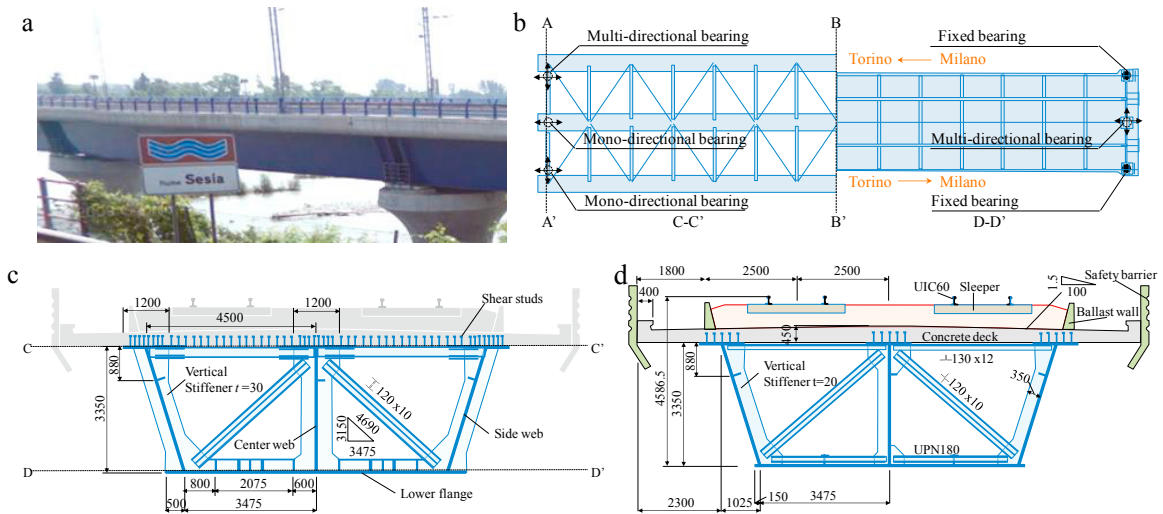 a
Fiume Sesia
b
A
B
Multi-directional bearing
Fixed bearing
Torino
Milano
Mono-directional bearing
Multi-directional bearing
Mono-directional bearing
Torino
Milano
Fixed bearing
A'
C-C'
B'
D-D'
c
1200
1200
Shear studs
4500
C
C'
880
3350
Vertical
Stiffener t=30
120 x10
3150
4690
3475
Center web
Side web
D
D'
Lower flange
800
2075
600
500
3475
d
1800
2500
2500
1.5
100
Safety barrier
400
UIC60
Sleeper
Ballast wall
450
Concrete deck
880
4586.5
3350
Vertical
Stiffener t=20
130 x12
120 x10
350
UPN180
150
3475
2300
1025